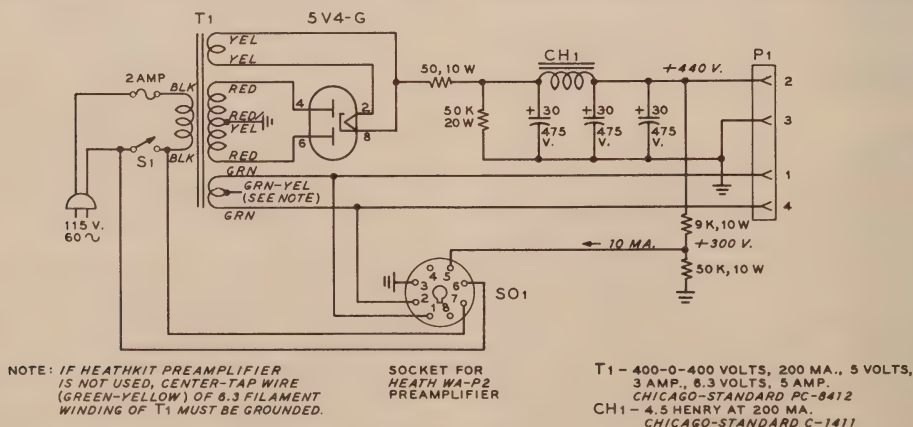 T1
5V4-G
YEL
YEL
CH1
P1
2 AMP
BLK
RED
RED/
YEL
RED
BLK
S1
4
6
2
8
50, 10 W
50 K
20 W
+ 30
475
V.
+ 30
475
V.
+ 30
475
V.
+440 V.
2
3
1
4
GRN
GRN-YEL
(SEE NOTE)
GRN
115 V.
60 ~
9 K, 10 W
← 10 MA.
+300 V.
50 K, 10 W
4
5
3
6
2
7
1
8
SO1
NOTE: IF HEATHKIT PREAMPLIFIER
IS NOT USED, CENTER-TAP WIRE
(GREEN-YELLOW) OF 6.3 FILAMENT
WINDING OF T1 MUST BE GROUNDED.
SOCKET FOR
HEATH WA-P2
PREAMPLIFIER
T1 - 400-0-400 VOLTS, 200 MA., 5 VOLTS,
3 AMP., 6.3 VOLTS, 5 AMP.
CHICAGO-STANDARD PC-8412
CH1 - 4.5 HENRY AT 200 MA.
CHICAGO-STANDARD C-1411